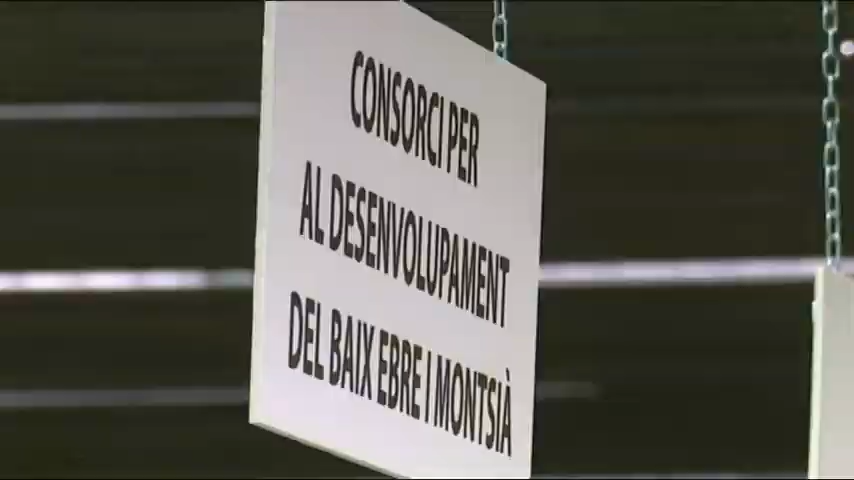 CONSORCI PER
AL DESENVOLUPAMENT
DEL BAIX EBRE I MONTSIÀ